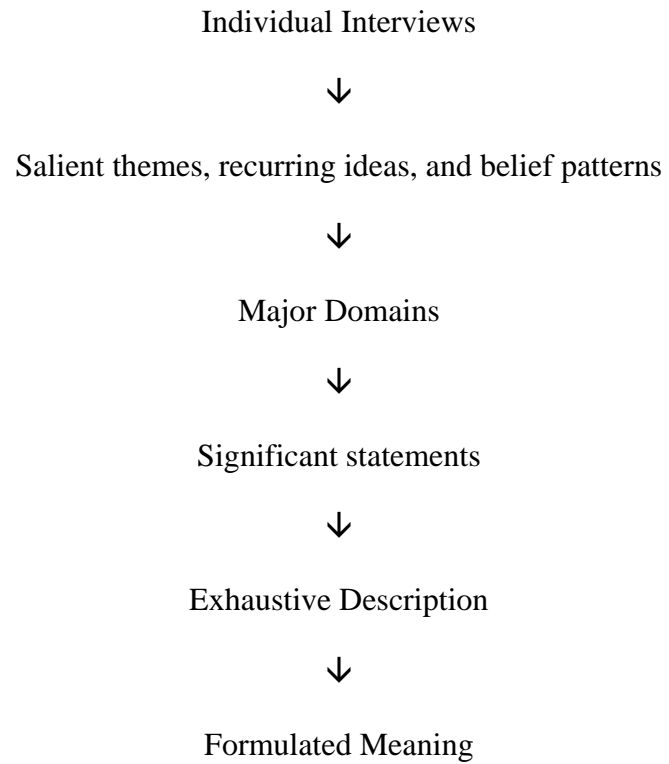 Individual Interviews
↓
Salient themes, recurring ideas, and belief patterns
↓
Major Domains
↓
Significant statements
↓
Exhaustive Description
↓
Formulated Meaning